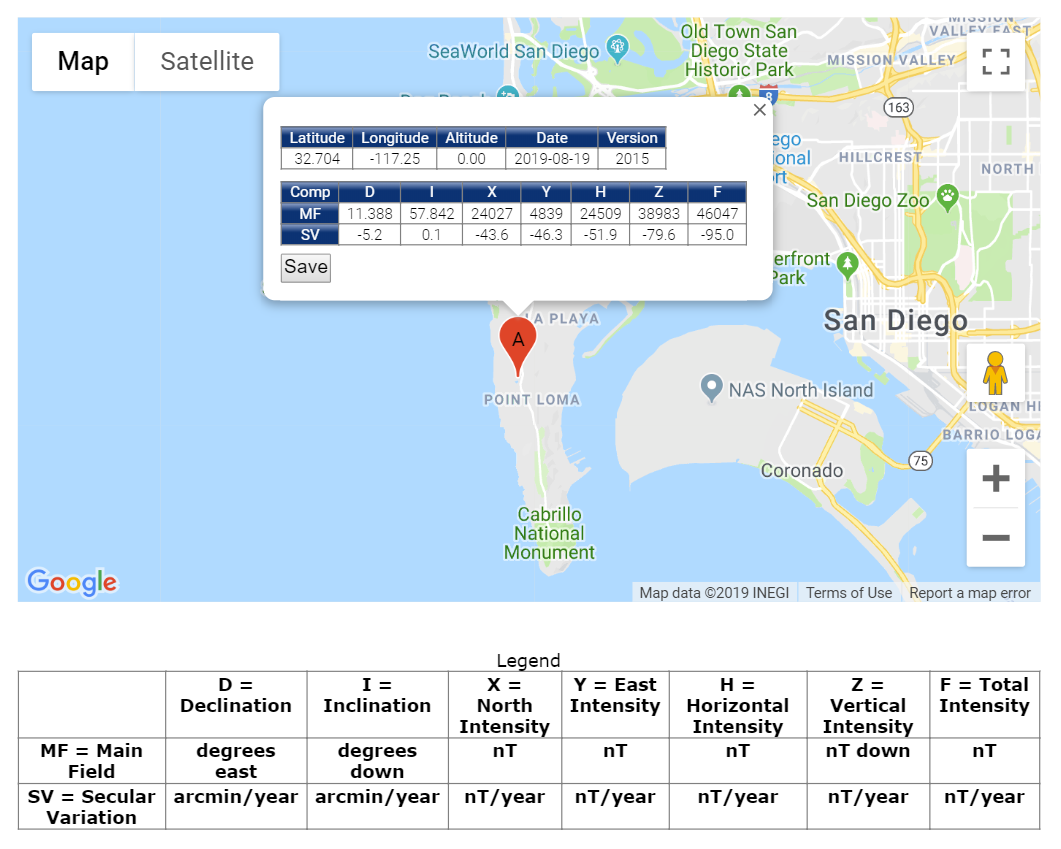 MISSION
VALLEY EAST
Old Town San
Diego State
Historic Park
SeaWorld San Diego
MISSION VALLEY
Map
Satellite
8
163
Latitude Longitude Altitude Date Version
32.704 -117.25 0.00 2019-08-19 2015
HILLCREST
NORTH
Comp D I X Y H Z F
MF 11.388 57.842 24027 4839 24509 38983 46047
SV -5.2 0.1 -43.6 -46.3 -51.9 -79.6 -95.0
San Diego Zoo
Save
Park
LA PLAYA
San Diego
A
POINT LOMA
NAS North Island
BARRIO
75
Coronado
Cabrillo
National
Monument
Google
Map data ©2019 INEGI Terms of Use Report a map error
Legend
D =
Declination
I =
Inclination
X =
North
Intensity
Y = East
Intensity
H =
Horizontal
Intensity
Z =
Vertical
Intensity
F = Total
Intensity
MF = Main
Field
degrees
east
degrees
down
nT
nT
nT
nT down
nT
SV = Secular
Variation
arcmin/year
arcmin/year
nT/year
nT/year
nT/year
nT/year
nT/year